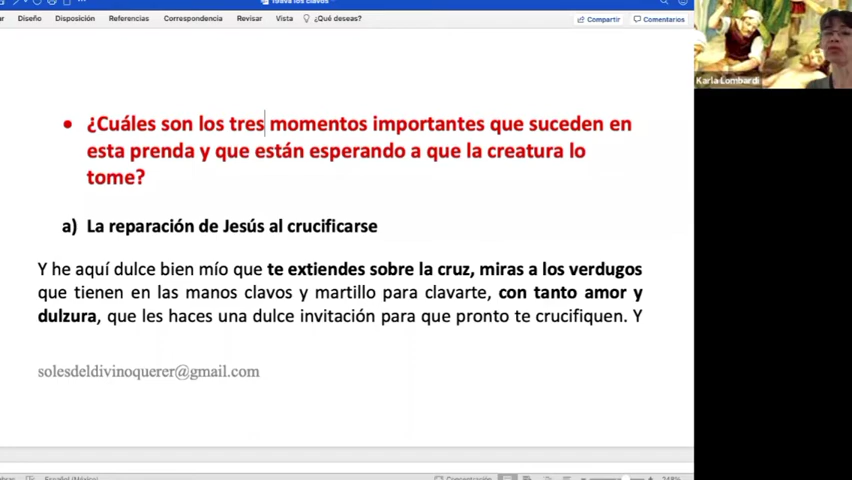 Diseño Disposición Referencias Correspondencia Revisar Vista ¿Qué deseas? Compartir Comentarios
Karla Lombardi
• ¿Cuáles son los tres momentos importantes que suceden en
esta prenda y que están esperando a que la creatura lo
tome?
a) La reparación de Jesús al crucificarse
Y he aquí dulce bien mío que te extiendes sobre la cruz, miras a los verdugos
que tienen en las manos clavos y martillo para clavarte, con tanto amor y
dulzura, que les haces una dulce invitación para que pronto te crucifiquen. Y
solesdeldivinoquerer@gmail.com
Español (México)